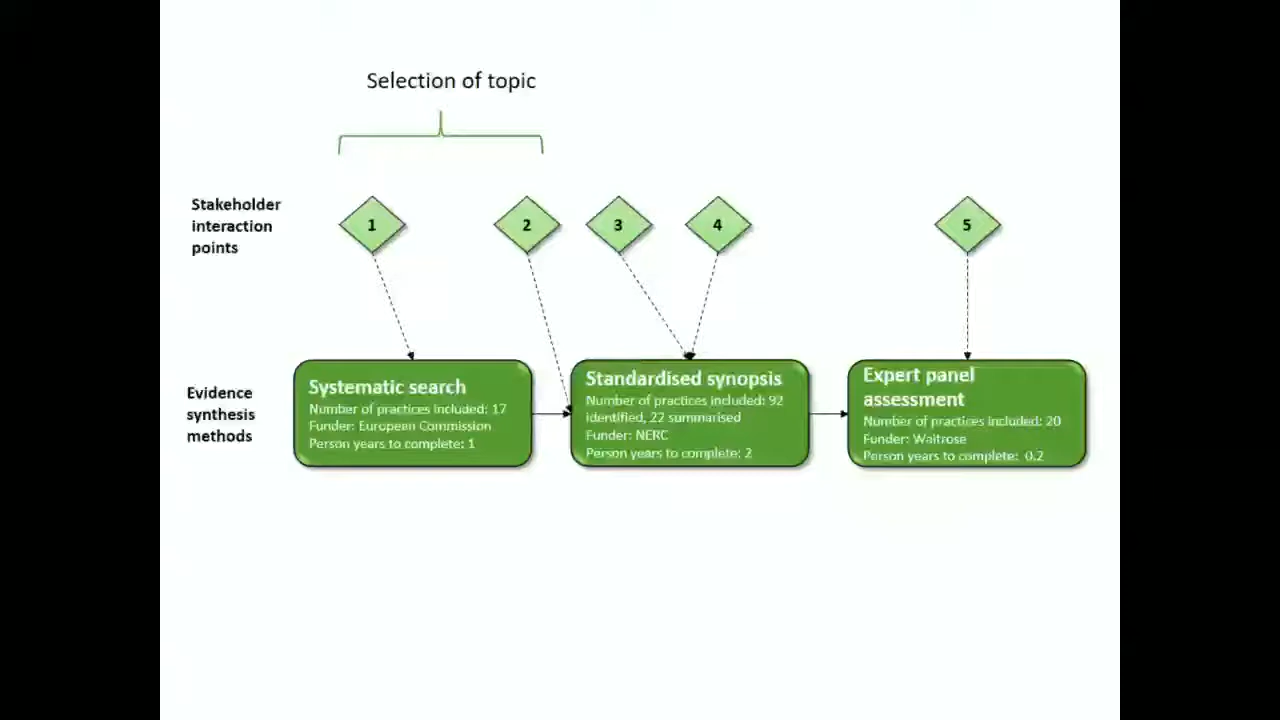 Selection of topic
Stakeholder
interaction
points
1
2
3
4
5
Evidence
synthesis
methods
Systematic search
Number of practices included: 17
Funder: European Commission
Person years to complete: 1
Standardised synopsis
Number of practices included: 92
identified, 22 summarised
Funder: NERC
Person years to complete: 2
Expert panel
assessment
Number of practices included: 20
Funder: Waitrose
Person years to complete: 0.2